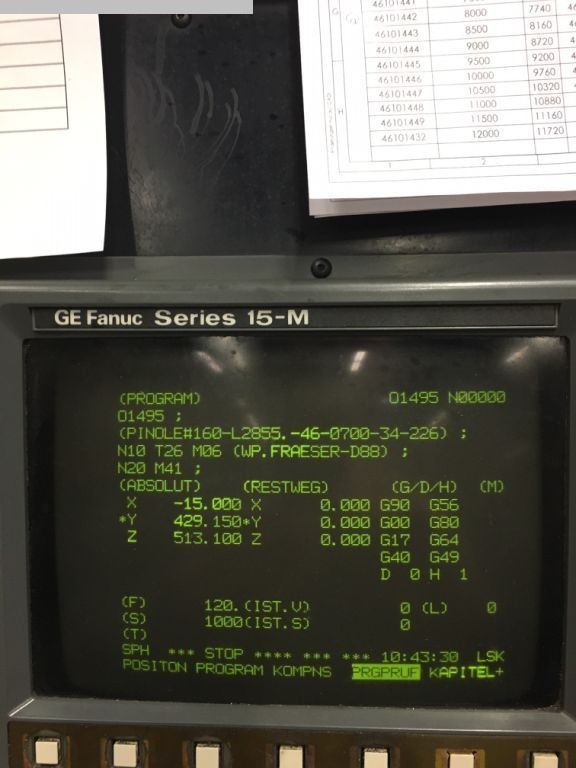 46101441
46101442 8000 7740
46101443 8500 8160
46101444 9000 8720
46101445 9500 9200
46101446 10000 9760
46101447 10500 10320
46101448 11000 10880
46101449 11500 11160
46101432 12000 11720
G
H
1 2
GE Fanuc Series 15-M
(PROGRAM) O1495 N00000
O1495 ;
(PINOLE#160-L2855.-46-0700-34-226) ;
N10 T26 M06 (WP.FRAESER-D88) ;
N20 M41 ;
(ABSOLUT) (RESTWEG) (G/D/H) (M)
X -15.000 X 0.000 G90 G56
*Y 429.150*Y 0.000 G00 G80
Z 513.100 Z 0.000 G17 G64
G40 G49
D 0 H 1
(F) 120.(IST.V) 0 (L) 0
(S) 1000(IST.S) 0
(T)
SPH *** STOP **** *** *** 10:43:30 LSK
POSITON PROGRAM KOMPNS PRGPRUF KAPITEL+